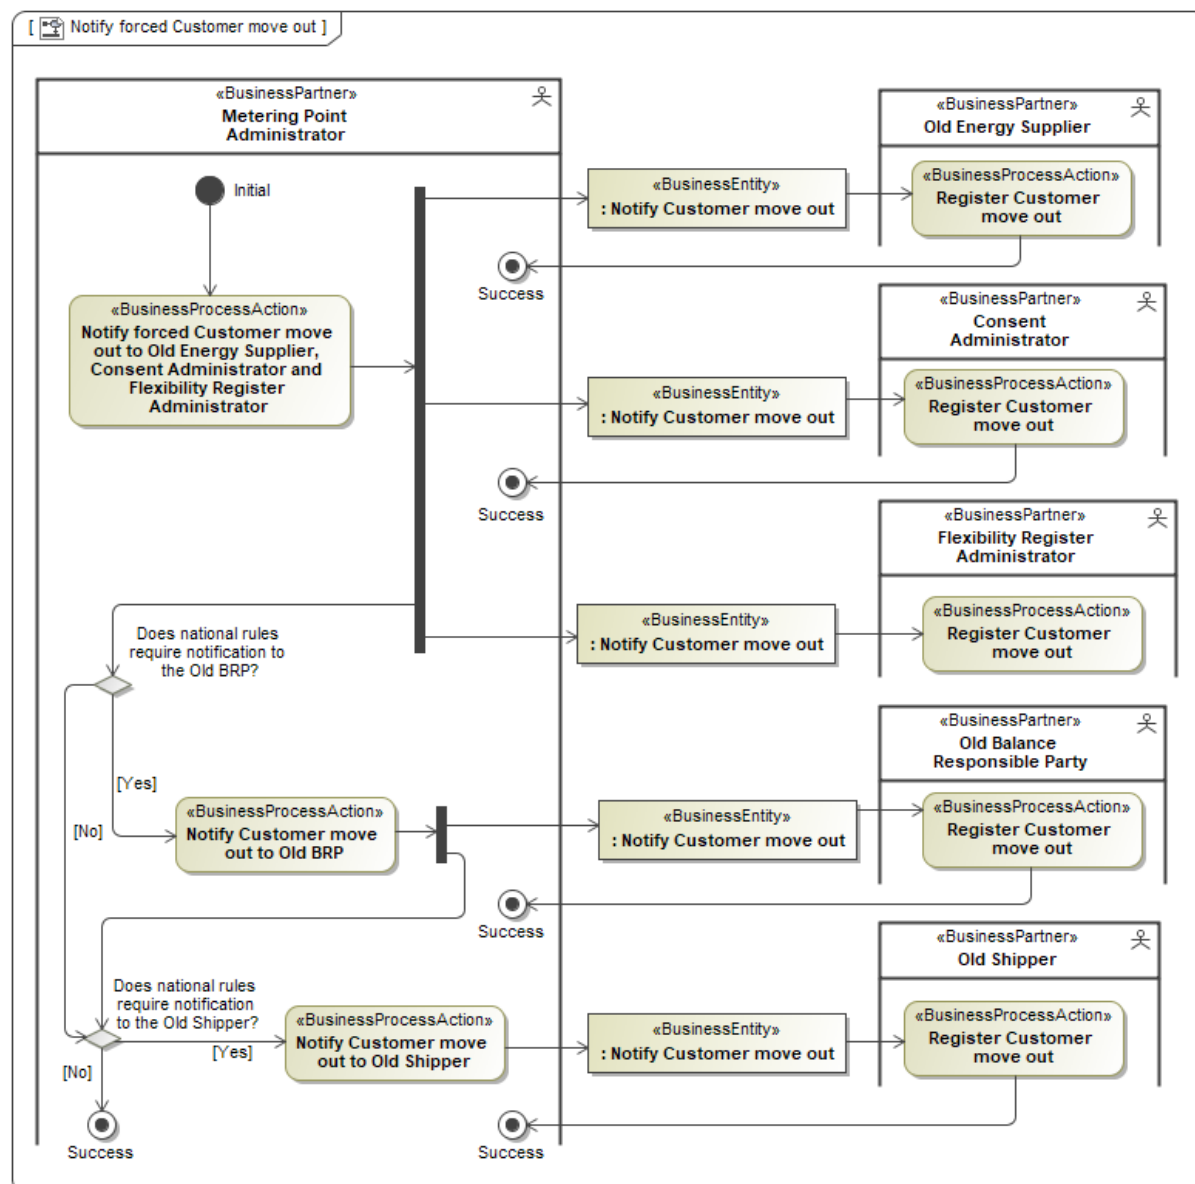 [ Notify forced Customer move out ]
«BusinessPartner»
Metering Point
Administrator
Initial
«BusinessProcessAction»
Notify forced Customer move
out to Old Energy Supplier,
Consent Administrator and
Flexibility Register
Administrator
«BusinessEntity»
: Notify Customer move out
«BusinessPartner»
Old Energy Supplier
«BusinessProcessAction»
Register Customer
move out
Success
«BusinessEntity»
: Notify Customer move out
«BusinessPartner»
Consent
Administrator
«BusinessProcessAction»
Register Customer
move out
Success
«BusinessEntity»
: Notify Customer move out
«BusinessPartner»
Flexibility Register
Administrator
«BusinessProcessAction»
Register Customer
move out
Does national rules
require notification to
the Old BRP?
[Yes]
[No]
«BusinessProcessAction»
Notify Customer move
out to Old BRP
«BusinessEntity»
: Notify Customer move out
«BusinessPartner»
Old Balance
Responsible Party
«BusinessProcessAction»
Register Customer
move out
Success
Does national rules
require notification
to the Old Shipper?
[Yes]
[No]
«BusinessProcessAction»
Notify Customer move
out to Old Shipper
«BusinessEntity»
: Notify Customer move out
«BusinessPartner»
Old Shipper
«BusinessProcessAction»
Register Customer
move out
Success
Success